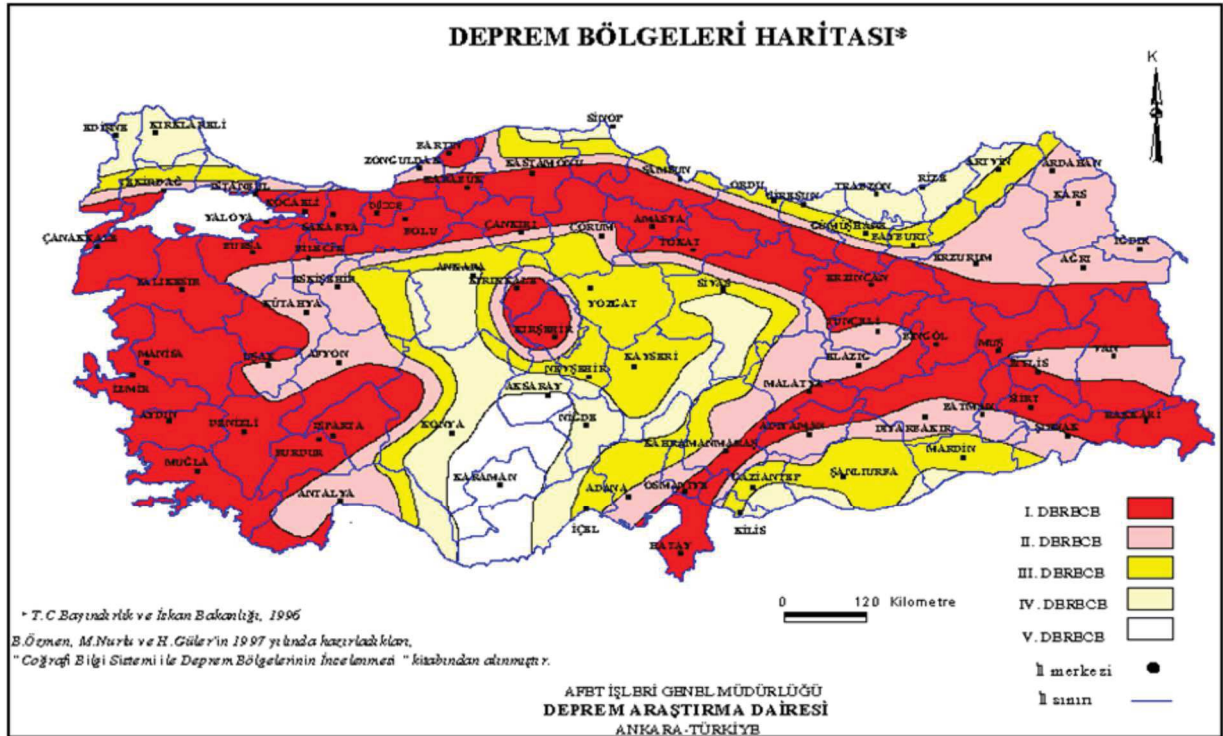 DEPREM BÖLGELERİ HARİTASI*
K
SİNOP
EDİRNE
KIRKLARELİ
BARTIN
ZONGULDAK
KASTAMONU
KARABÜK
SAMSUN
ARTVİN
ARDAHAN
TEKİRDAĞ
İSTANBUL
ORDU
GİRESUN
TRABZON
RİZE
KARS
KOCAELİ
YALOVA
SAKARYA
DÜZCE
BOLU
ÇANKIRI
ÇORUM
AMASYA
TOKAT
GÜMÜŞHANE
BAYBURT
ÇANAKKALE
BURSA
BİLECİK
ERZURUM
AĞRI
IĞDIR
ESKİŞEHİR
ANKARA
KIRIKKALE
YOZGAT
SİVAS
ERZİNCAN
BALIKESİR
KÜTAHYA
KIRŞEHİR
TUNCELİ
BİNGÖL
MUŞ
MANİSA
UŞAK
AFYON
NEVŞEHİR
KAYSERİ
ELAZIĞ
BİTLİS
VAN
İZMİR
AKSARAY
MALATYA
SİİRT
AYDIN
DENİZLİ
ISPARTA
KONYA
NİĞDE
ADIYAMAN
DİYARBAKIR
BATMAN
HAKKARİ
ŞIRNAK
MUĞLA
BURDUR
KAHRAMANMARAŞ
MARDİN
ANTALYA
KARAMAN
ADANA
OSMANİYE
GAZİANTEP
ŞANLIURFA
İÇEL
KİLİS
HATAY
I. DERECE
II. DERECE
III. DERECE
IV. DERECE
V. DERECE
İl merkezi
İl sınırı
0 120 Kilometre
* T.C.Bayındırlık ve İskan Bakanlığı, 1996
B.Özmen, M.Nurlu ve H.Güler'in 1997 yılında hazırladıkları,
"Coğrafi Bilgi Sistemi ile Deprem Bölgelerinin İncelenmesi " kitabından alınmıştır.
AFET İŞLERİ GENEL MÜDÜRLÜĞÜ
DEPREM ARAŞTIRMA DAİRESİ
ANKARA-TÜRKİYE